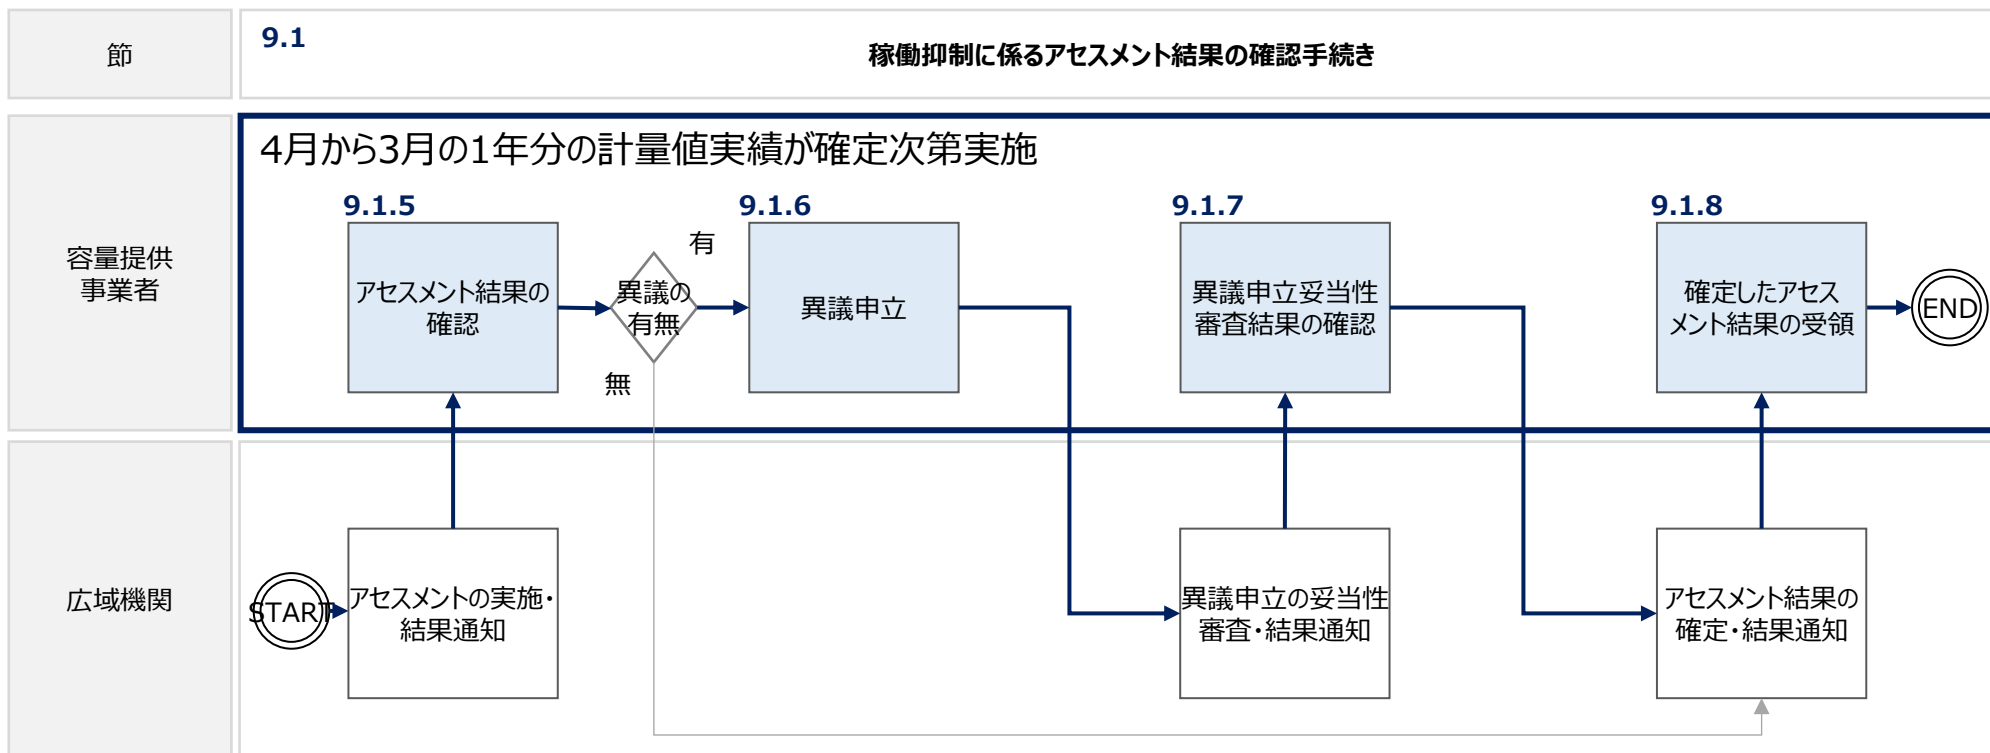 節
9.1
稼働抑制に係るアセスメント結果の確認手続き
容量提供
事業者
4月から3月の1年分の計量値実績が確定次第実施
9.1.5
アセスメント結果の
確認
異議の
有無
有
無
9.1.6
異議申立
9.1.7
異議申立妥当性
審査結果の確認
9.1.8
確定したアセス
メント結果の受領
END
広域機関
START
アセスメントの実施・
結果通知
異議申立の妥当性
審査・結果通知
アセスメント結果の
確定・結果通知